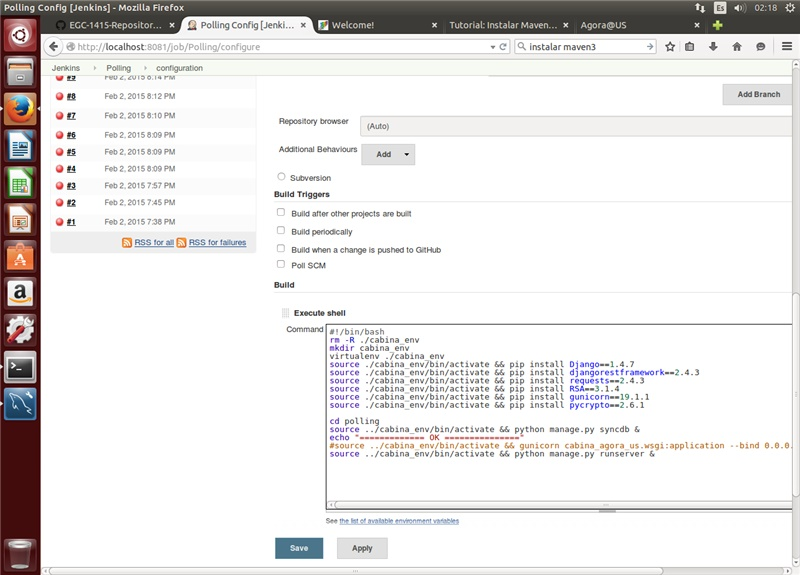 Polling Config [Jenkins] - Mozilla Firefox
Es
02:18
EGC-1415-Repositor...
Polling Config [Jenki...
Welcome!
Tutorial: Instalar Maven...
Agora@US
http://localhost:8081/job/Polling/configure
instalar maven3
Jenkins
Polling
configuration
#9 Feb 2, 2015 8:14 PM
#8 Feb 2, 2015 8:12 PM
#7 Feb 2, 2015 8:10 PM
#6 Feb 2, 2015 8:09 PM
#5 Feb 2, 2015 8:09 PM
#4 Feb 2, 2015 8:09 PM
#3 Feb 2, 2015 7:57 PM
#2 Feb 2, 2015 7:45 PM
#1 Feb 2, 2015 7:38 PM
RSS for all RSS for failures
Add Branch
Repository browser
(Auto)
Additional Behaviours
Add
Subversion
Build Triggers
Build after other projects are built
Build periodically
Build when a change is pushed to GitHub
Poll SCM
Build
Execute shell
Command
#!/bin/bash
rm -R ./cabina_env
mkdir cabina_env
virtualenv ./cabina_env
source ./cabina_env/bin/activate && pip install Django==1.4.7
source ./cabina_env/bin/activate && pip install djangorestframework==2.4.3
source ./cabina_env/bin/activate && pip install requests==2.4.3
source ./cabina_env/bin/activate && pip install RSA==3.1.4
source ./cabina_env/bin/activate && pip install gunicorn==19.1.1
source ./cabina_env/bin/activate && pip install pycrypto==2.6.1
cd polling
source ../cabina_env/bin/activate && python manage.py syncdb &
echo "============= OK ==============="
#source ../cabina_env/bin/activate && gunicorn cabina_agora_us.wsgi:application --bind 0.0.0.
source ../cabina_env/bin/activate && python manage.py runserver &
See the list of available environment variables
Save
Apply